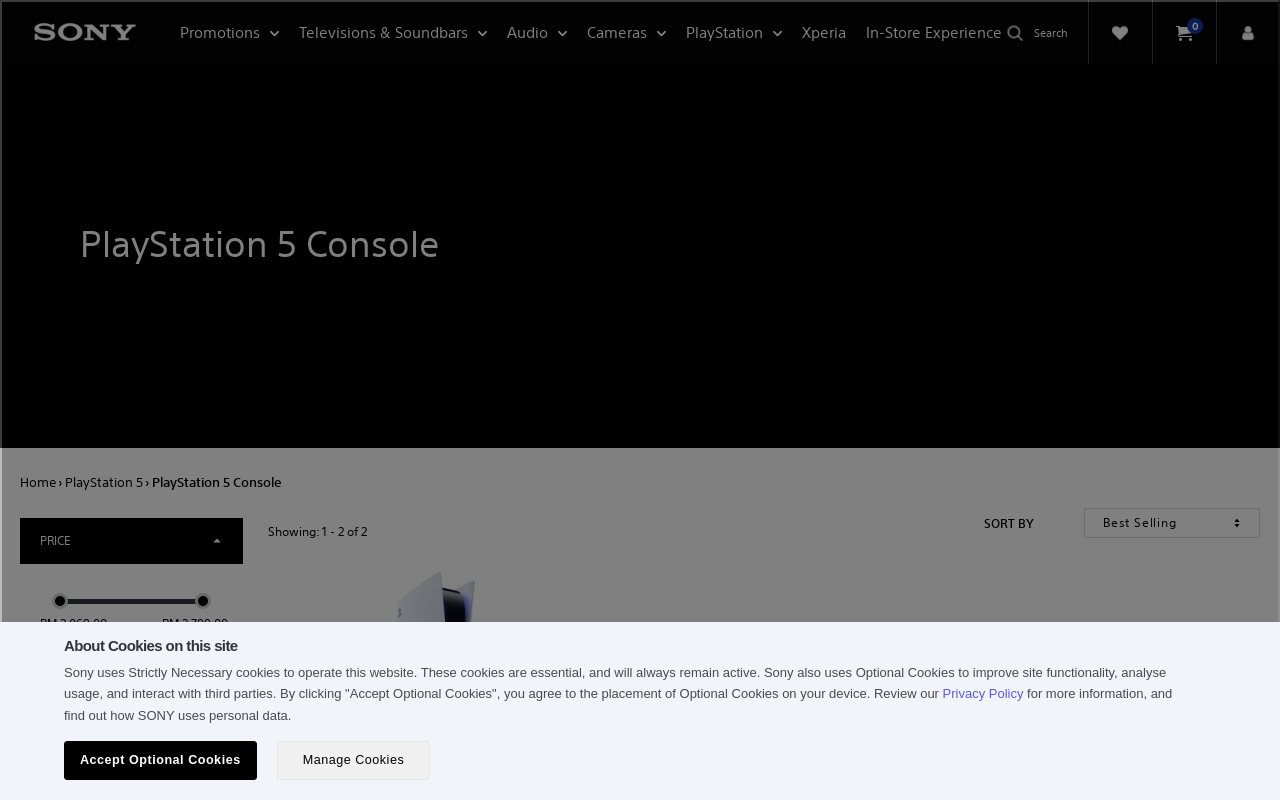 SONY
Promotions
Televisions & Soundbars
Audio
Cameras
PlayStation
Xperia
In-Store Experience
Search
0
PlayStation 5 Console
Home › PlayStation 5 › PlayStation 5 Console
PRICE
Showing: 1 - 2 of 2
SORT BY
Best Selling
About Cookies on this site
Sony uses Strictly Necessary cookies to operate this website. These cookies are essential, and will always remain active. Sony also uses Optional Cookies to improve site functionality, analyse
usage, and interact with third parties. By clicking "Accept Optional Cookies", you agree to the placement of Optional Cookies on your device. Review our Privacy Policy for more information, and
find out how SONY uses personal data.
Accept Optional Cookies
Manage Cookies